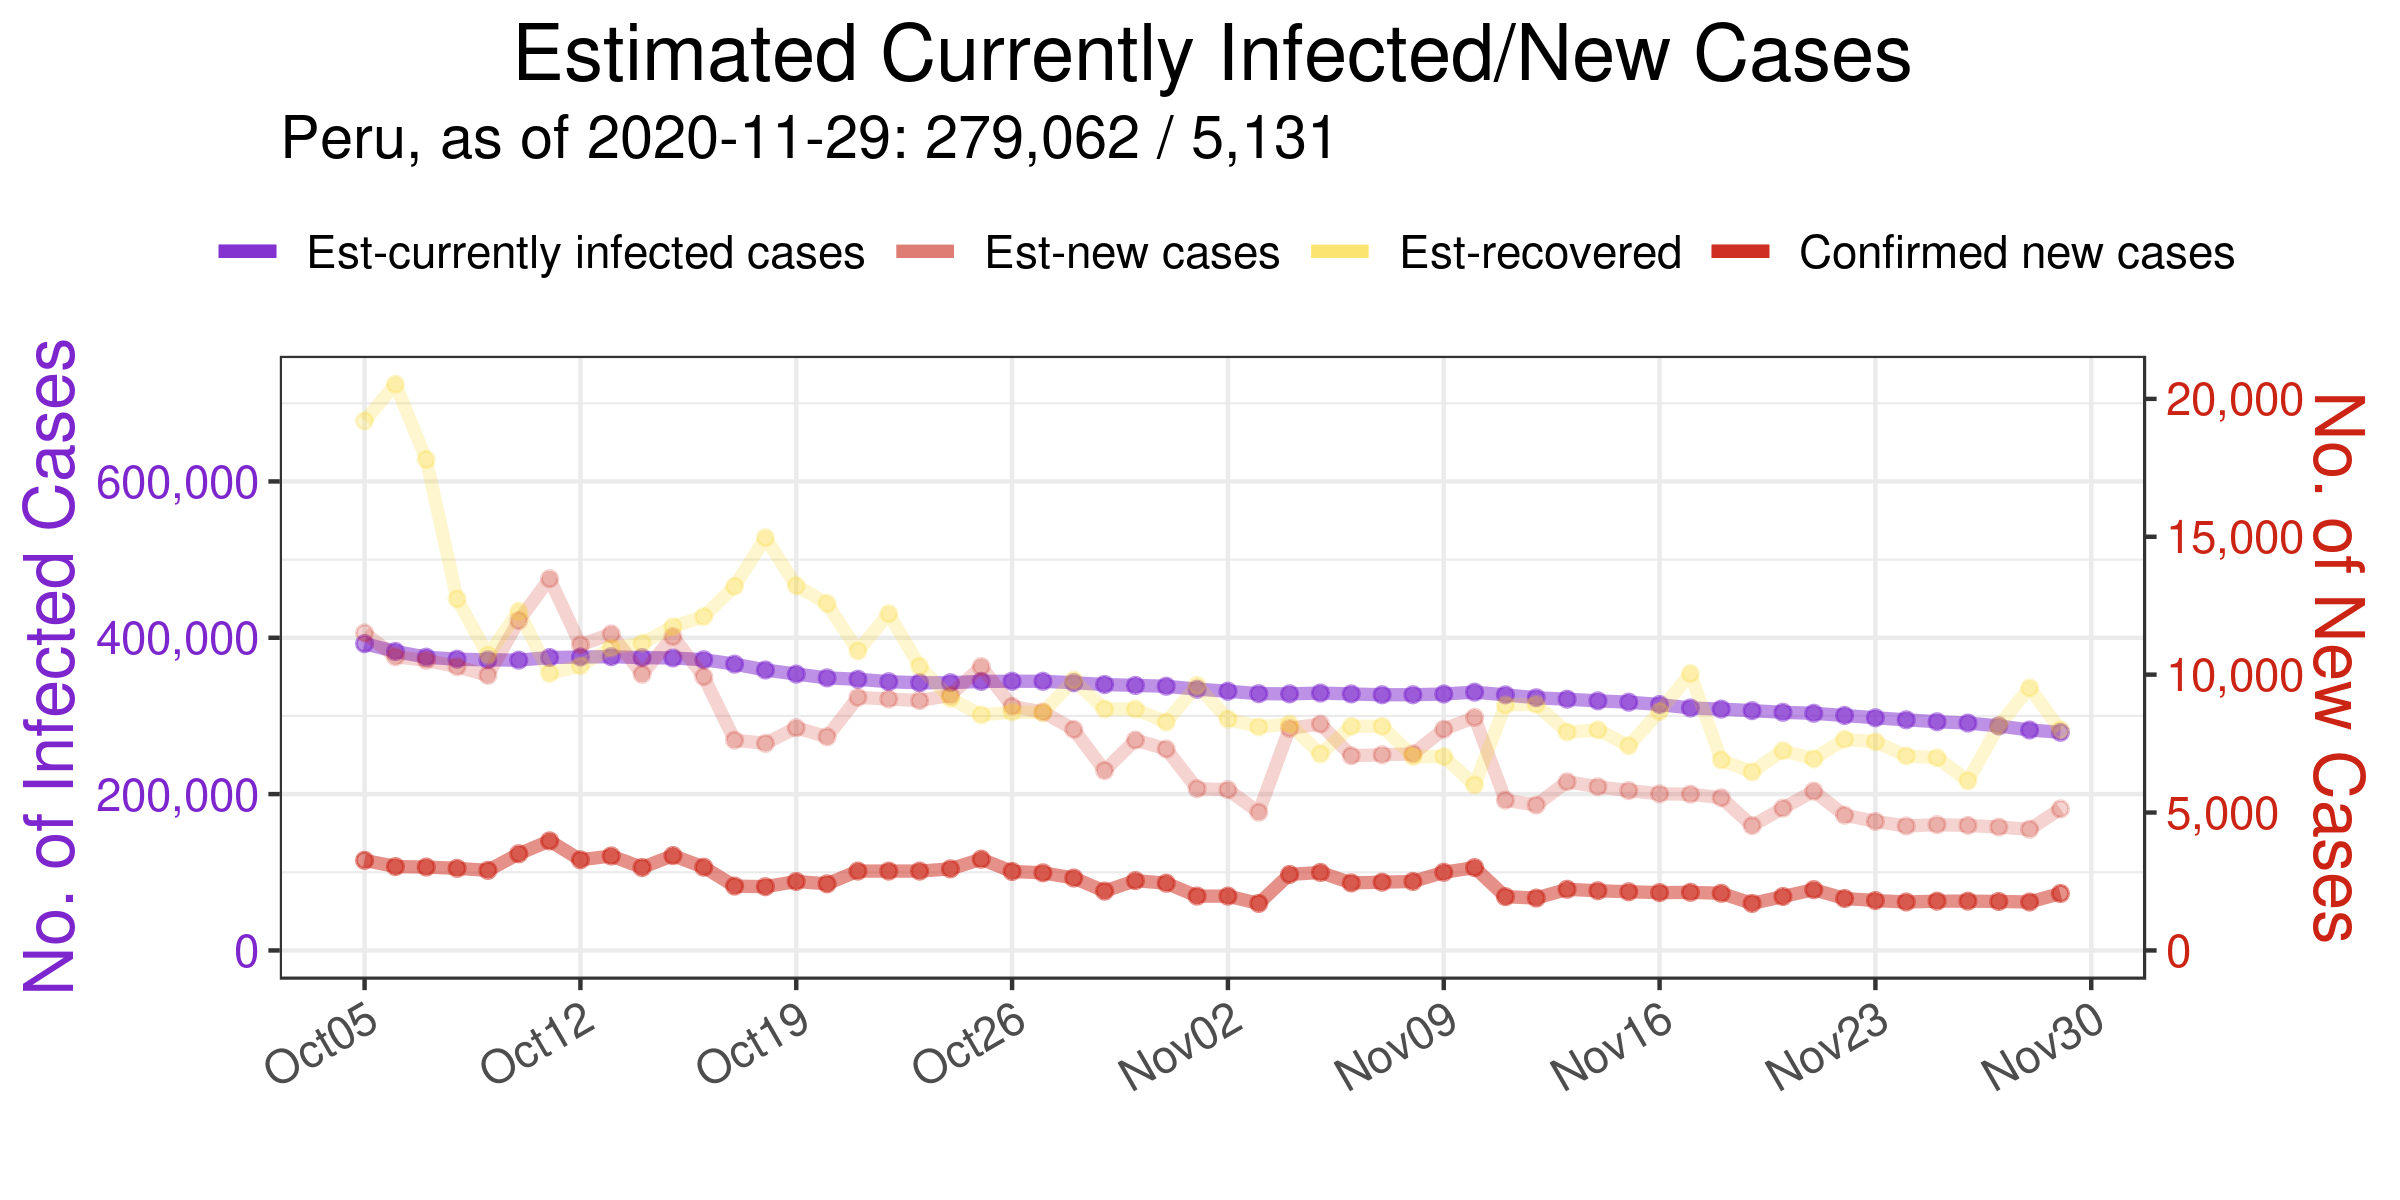 Estimated Currently Infected/New Cases
Peru, as of 2020-11-29: 279,062 / 5,131
Est-currently infected cases Est-new cases Est-recovered Confirmed new cases
No. of Infected Cases
600,000
400,000
200,000
0
20,000
15,000
10,000
5,000
0
No. of New Cases
Oct05 Oct12 Oct19 Oct26 Nov02 Nov09 Nov16 Nov23 Nov30